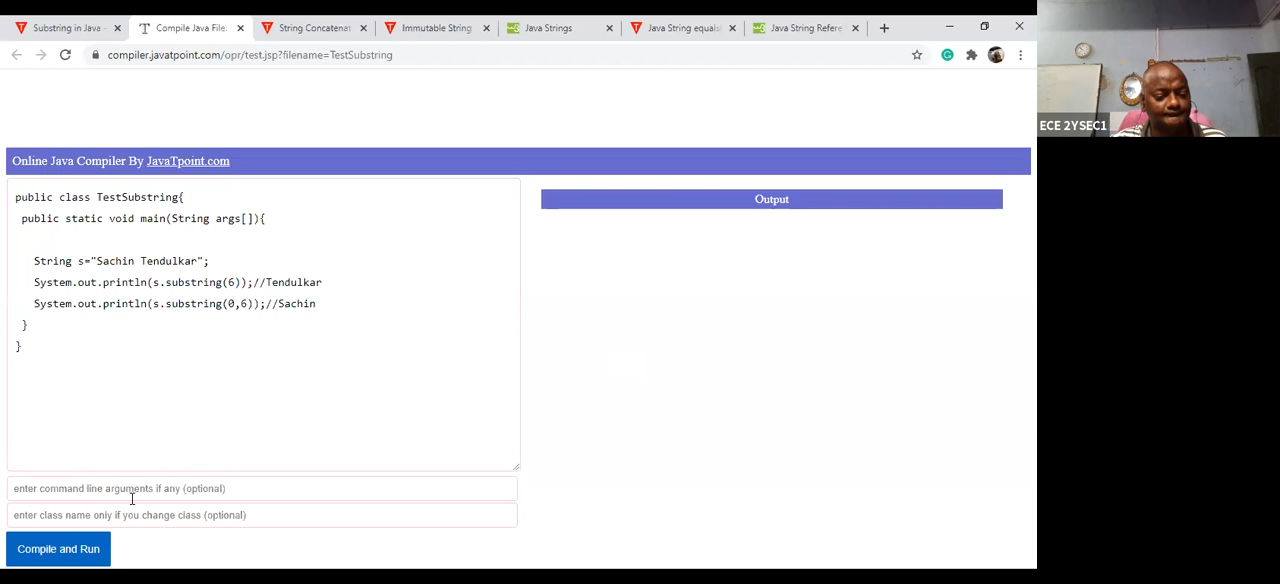 Substring in Java -
Compile Java File:
String Concatenat
Immutable String
Java Strings
Java String equals
Java String Refere
compiler.javatpoint.com/opr/test.jsp?filename=TestSubstring
ECE 2YSEC1
Online Java Compiler By JavaTpoint.com
public class TestSubstring{
public static void main(String args[]){
String s="Sachin Tendulkar";
System.out.println(s.substring(6));//Tendulkar
System.out.println(s.substring(0,6));//Sachin
}
}
Output
enter command line arguments if any (optional)
enter class name onliy if you change class (optional)
Compile and Run